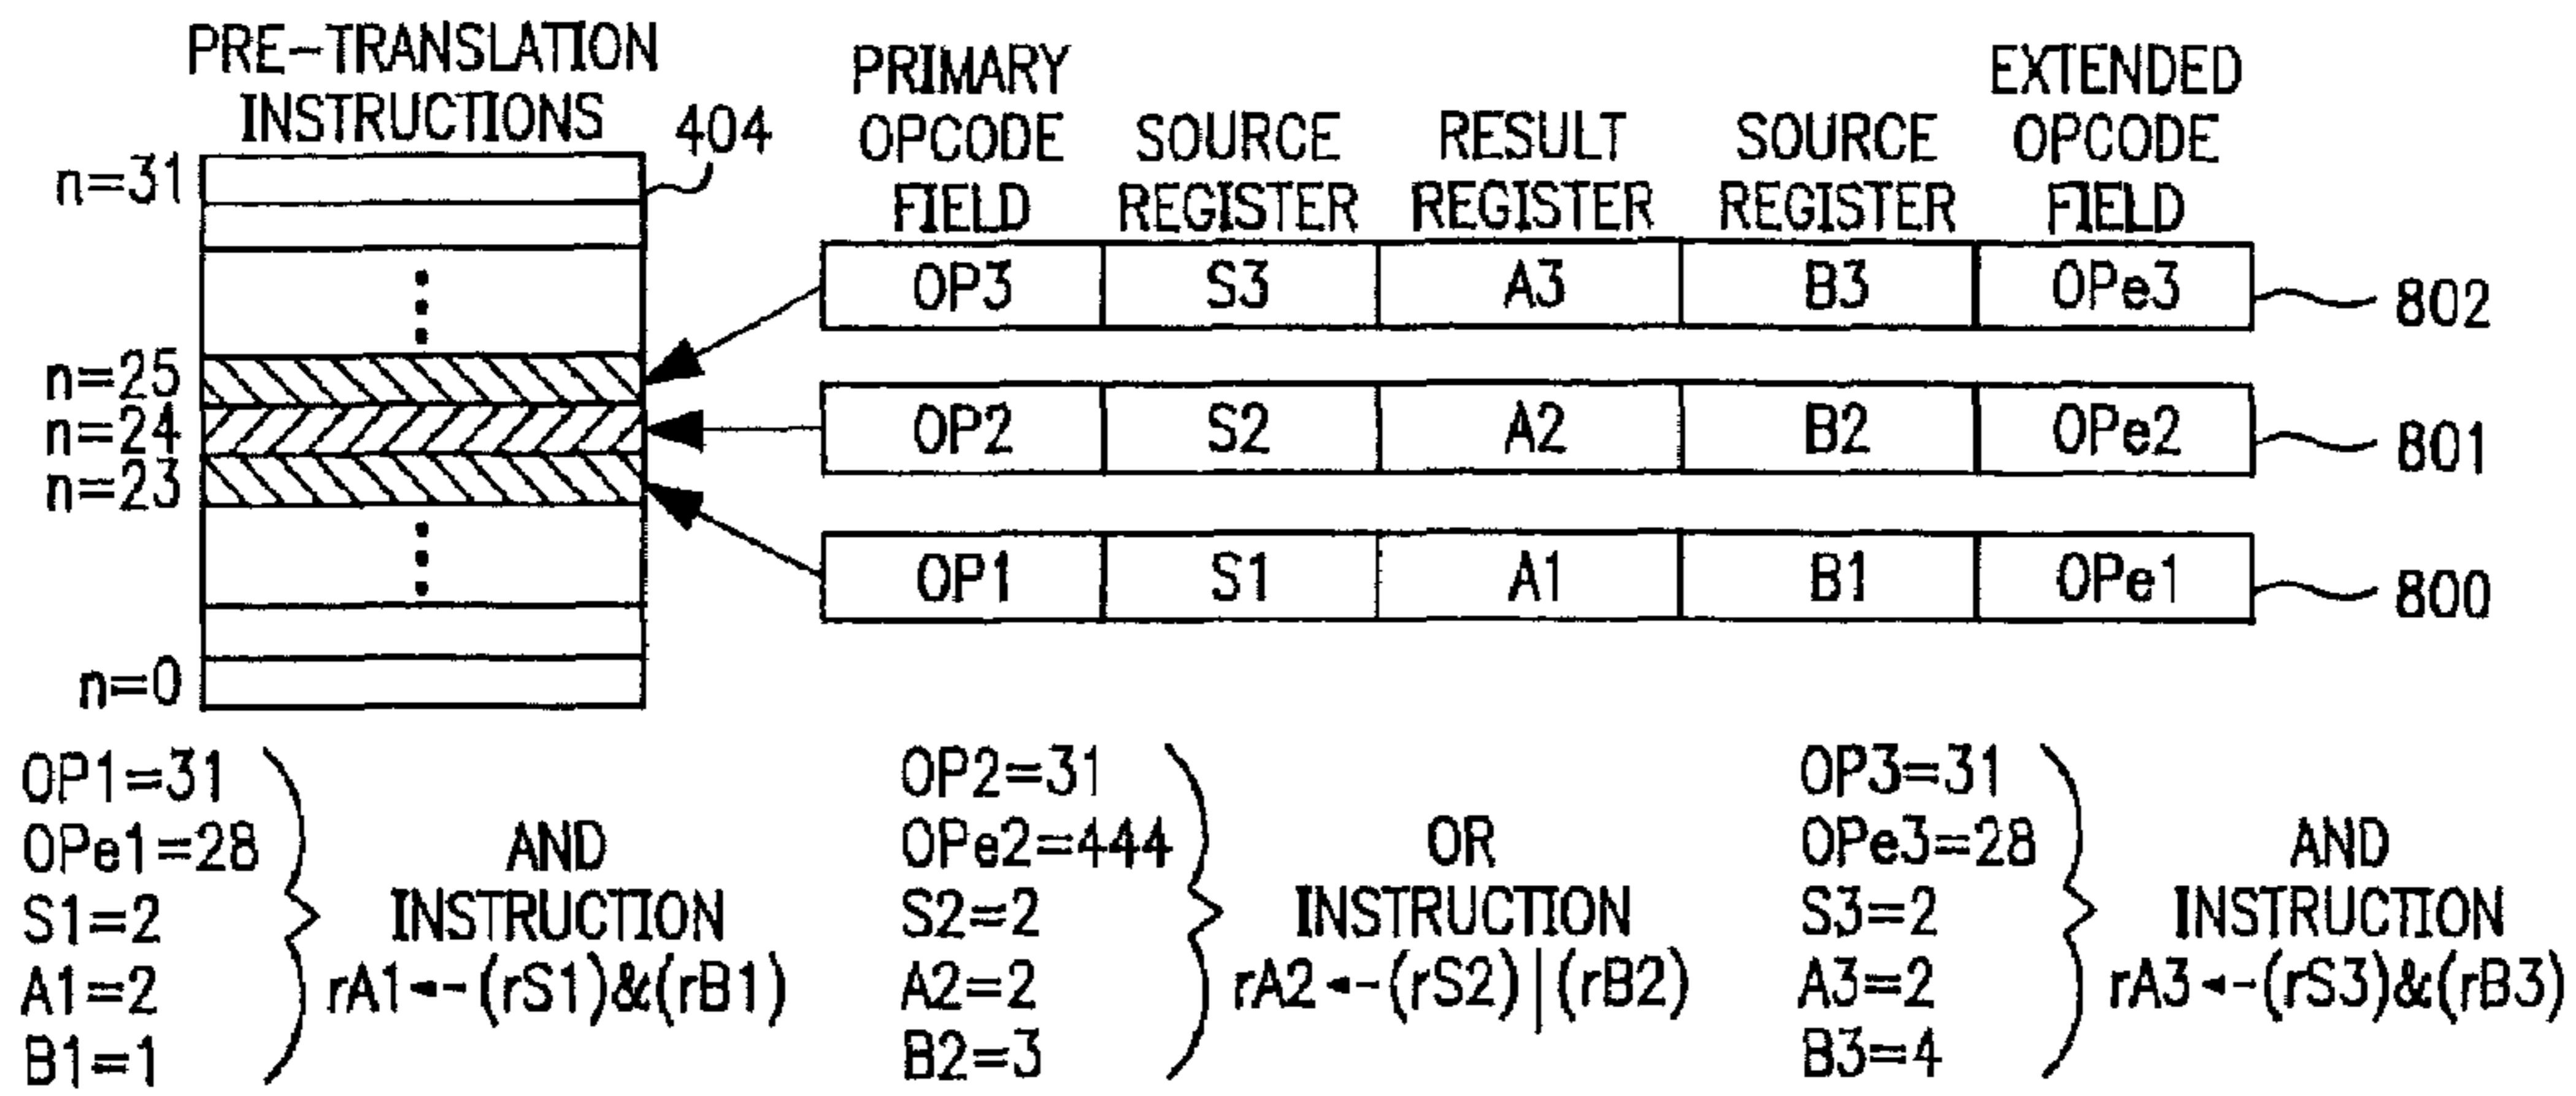 PRE-TRANSLATION
INSTRUCTIONS
404
PRIMARY
OPCODE
FIELD
SOURCE
REGISTER
RESULT
REGISTER
SOURCE
REGISTER
EXTENDED
OPCODE
FIELD
n=31
OP3 S3 A3 B3 OPe3 802
n=25
n=24
OP2 S2 A2 B2 OPe2 801
n=23
OP1 S1 A1 B1 OPe1 800
n=0
OP1=31
OPe1=28
S1=2
A1=2
B1=1
AND
INSTRUCTION
rA1◄-(rS1)&(rB1)
OP2=31
OPe2=444
S2=2
A2=2
B2=3
OR
INSTRUCTION
rA2◄-(rS2)|(rB2)
OP3=31
OPe3=28
S3=2
A3=2
B3=4
AND
INSTRUCTION
rA3◄-(rS3)&(rB3)